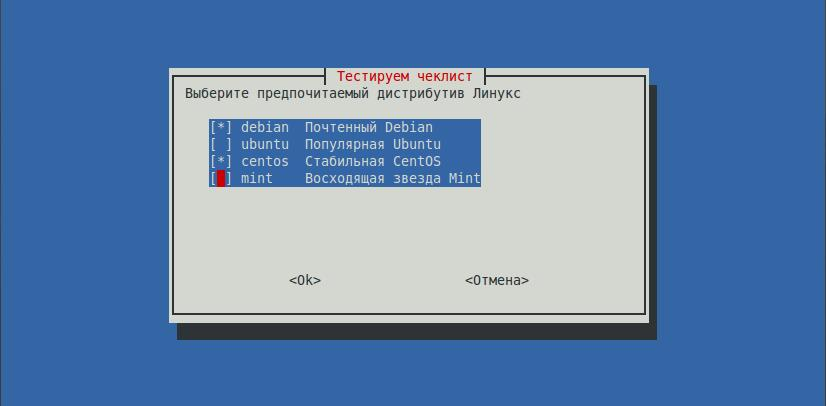 Тестируем чеклист
Выберите предпочитаемый дистрибутив Линукс
[*] debian Почтенный Debian
[ ] ubuntu Популярная Ubuntu
[*] centos Стабильная CentOS
[ ] mint Восходящая звезда Mint
<Ok> <Отмена>